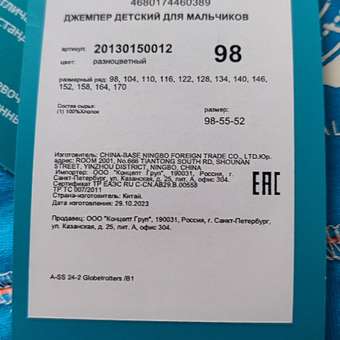 4680174460389
ДЖЕМПЕР ДЕТСКИЙ ДЛЯ МАЛЬЧИКОВ
артикул: 20130150012 98
цвет: разноцветный
размерный ряд: 98, 104, 110, 116, 122, 128, 134, 140, 146,
152, 158, 164, 170
Состав сырья: размер:
(1) 100%Хлопок
98-55-52
Изготовитель: CHINA-BASE NINGBO FOREIGN TRADE CO., LTD.Юр.
адрес: ROOM 2001, No.666 TIANTONG SOUTH RD, SHOUNAN
STREET, YINZHOU DISTRICT, NINGBO, CHINA
Импортер: ООО "Концепт Груп", 190031, Россия, г.
Санкт-Петербург, ул. Казанская, д. 25, лит. А, офис 304.
Сертификат ТР ЕАЭС RU С-CN.АВ29.В.00558
ТР ТС 007/2011
Страна-изготовитель: Китай.
Дата изготовления: 29.10.2023
EAC
Продавец: ООО "Концепт Груп", 190031, Россия, г.
Санкт-Петербург, ул. Казанская, д. 25, лит. А, офис 304.
A-SS 24-2 Globetrotters /B1